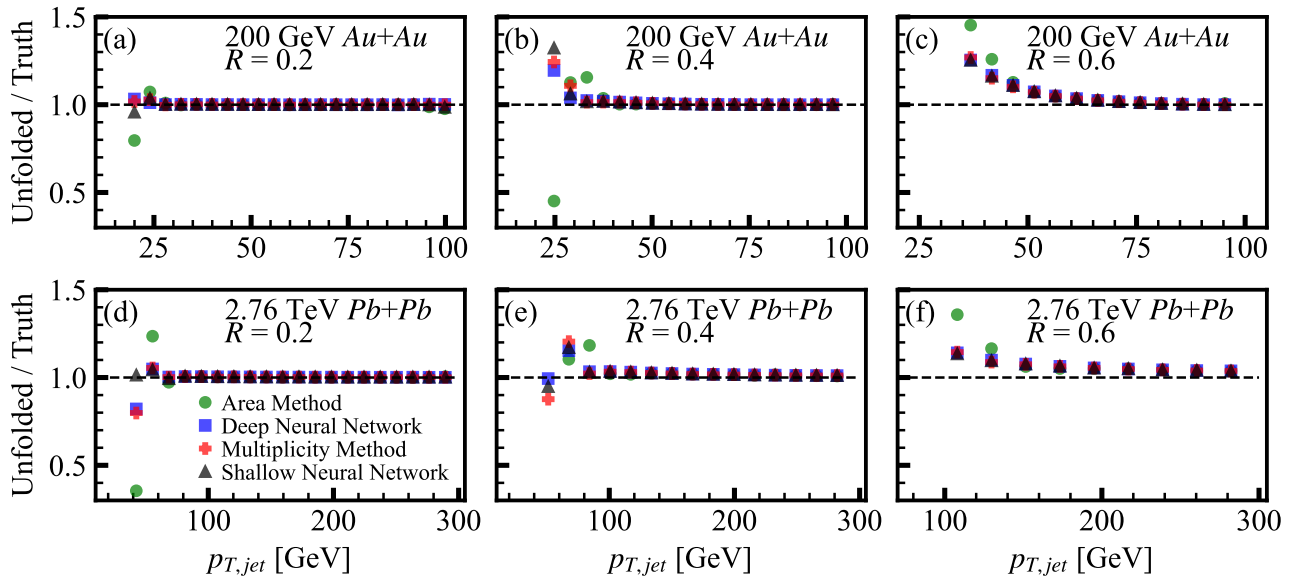 1.5
(a)
200 GeV Au+Au
R = 0.2
(b)
200 GeV Au+Au
R = 0.4
(c)
200 GeV Au+Au
R = 0.6
1.0
0.5
Unfolded / Truth
25
50
75
100
25
50
75
100
25
50
75
100
1.5
(d)
2.76 TeV Pb+Pb
R = 0.2
(e)
2.76 TeV Pb+Pb
R = 0.4
(f)
2.76 TeV Pb+Pb
R = 0.6
1.0
0.5
Unfolded / Truth
Area Method
Deep Neural Network
Multiplicity Method
Shallow Neural Network
100
200
300
100
200
300
100
200
300
pT, jet [GeV]
pT, jet [GeV]
pT, jet [GeV]